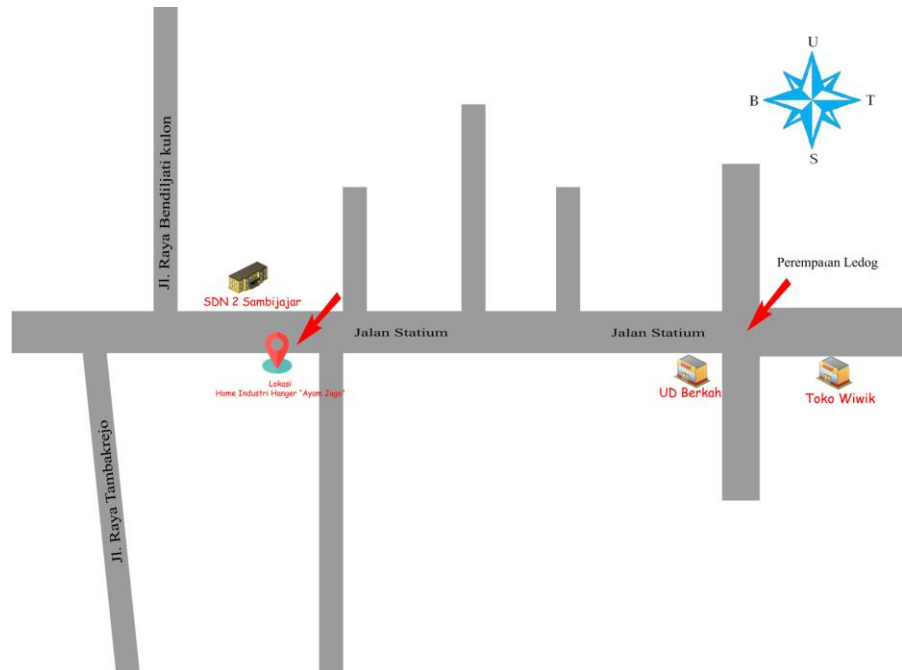 U
B
T
S
Jl. Raya Bendiljati kulon
Perempatan Ledog
SDN 2 Sambijajar
Jalan Statium
Jalan Statium
Lokasi
Home Industri Hanger "Ayam Jago"
UD Berkah
Toko Wiwik
Jl. Raya Tambakrejo